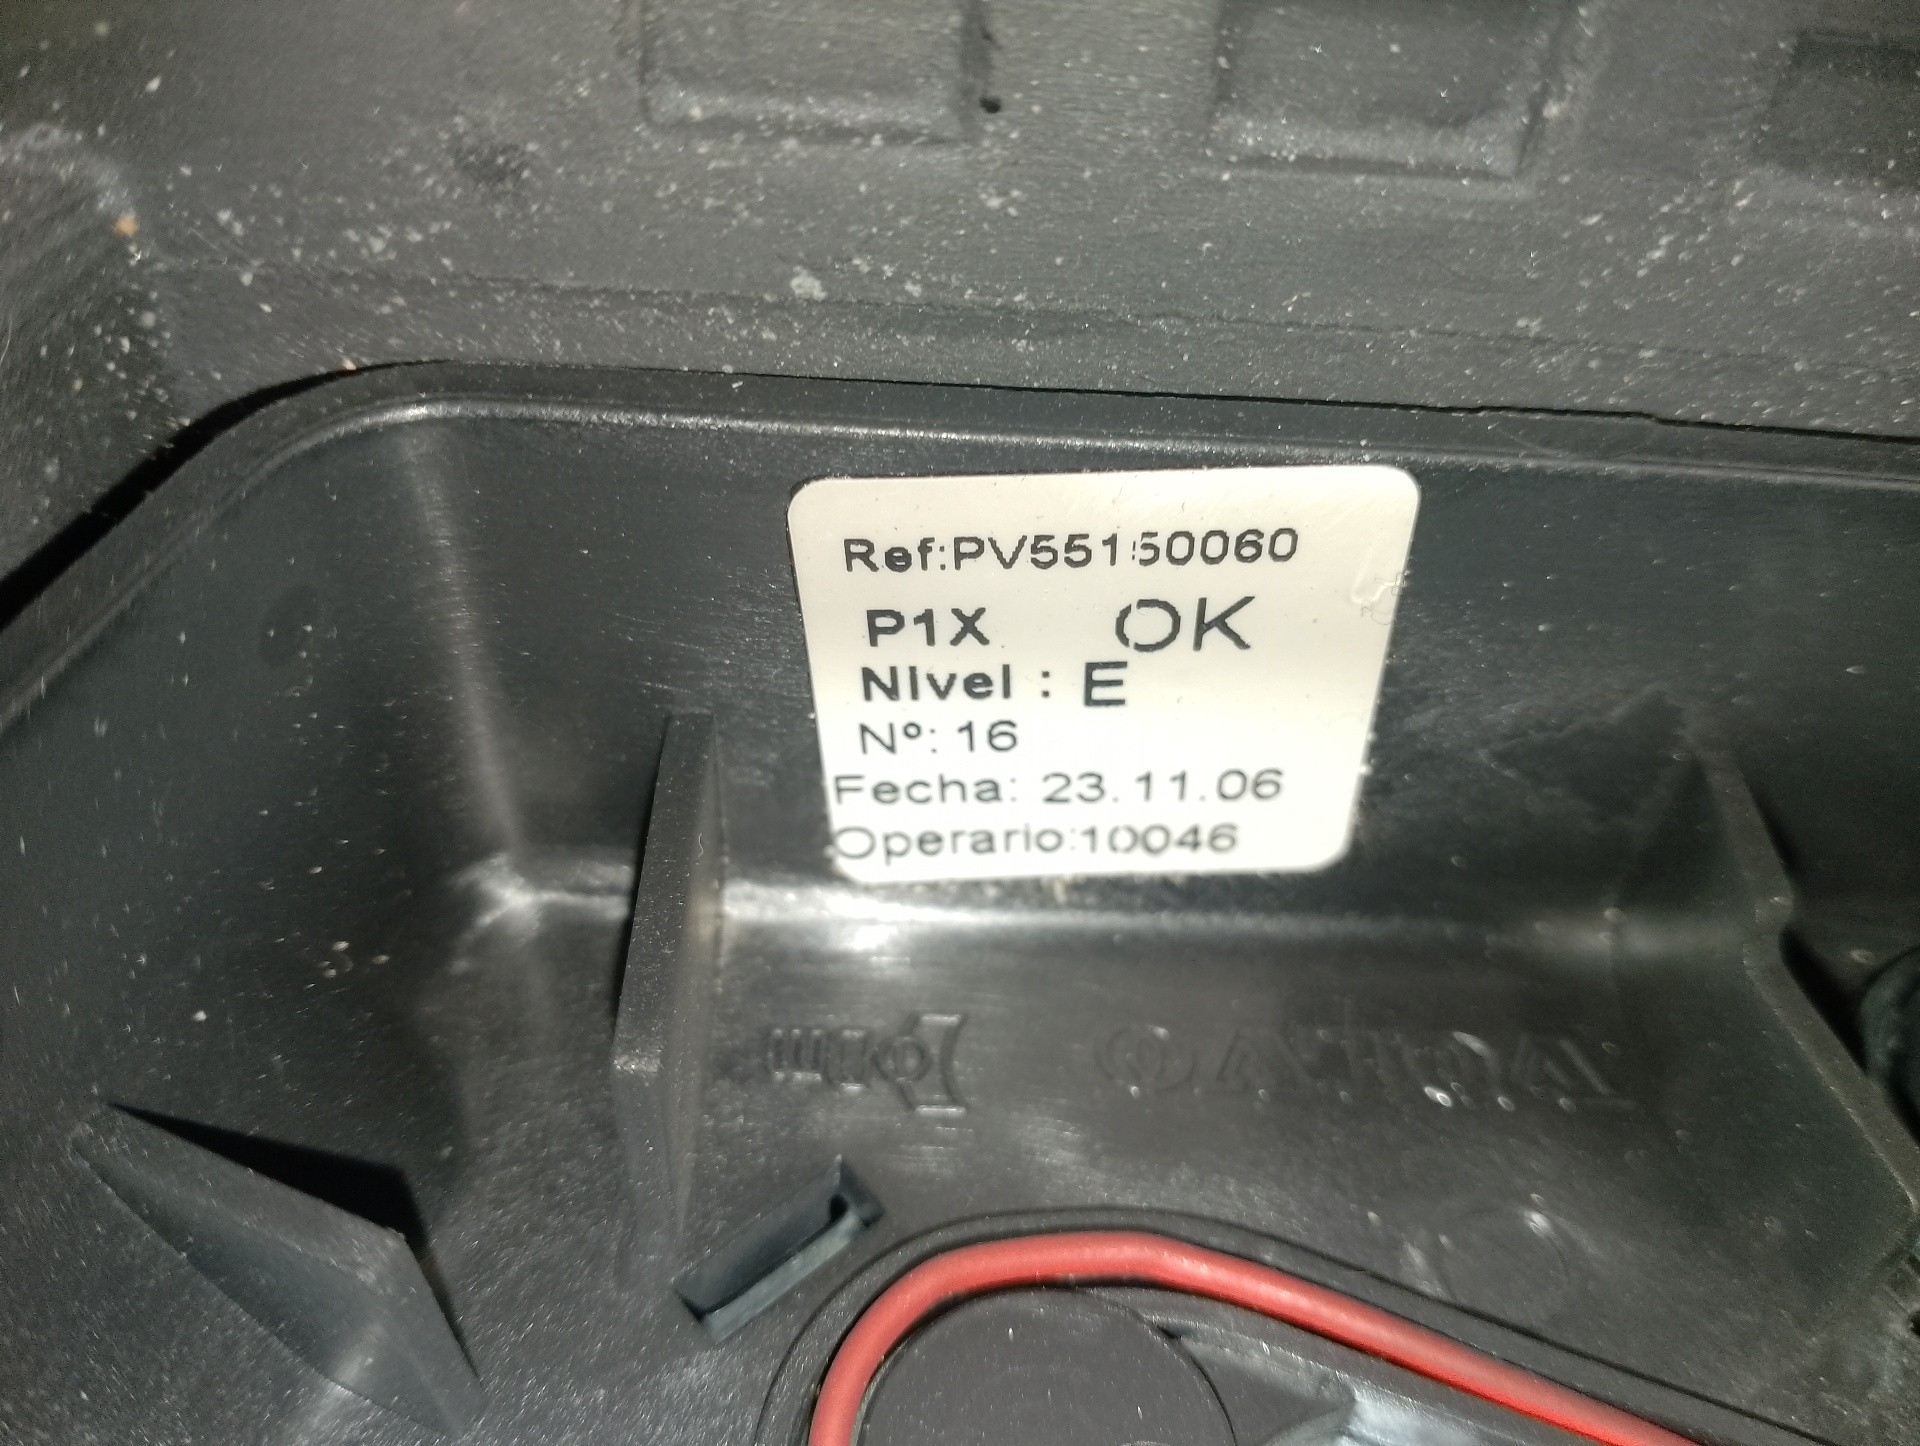 Ref:PV55150060
P1X OK
Nivel : E
Nº: 16
Fecha: 23.11.06
Operario:10046